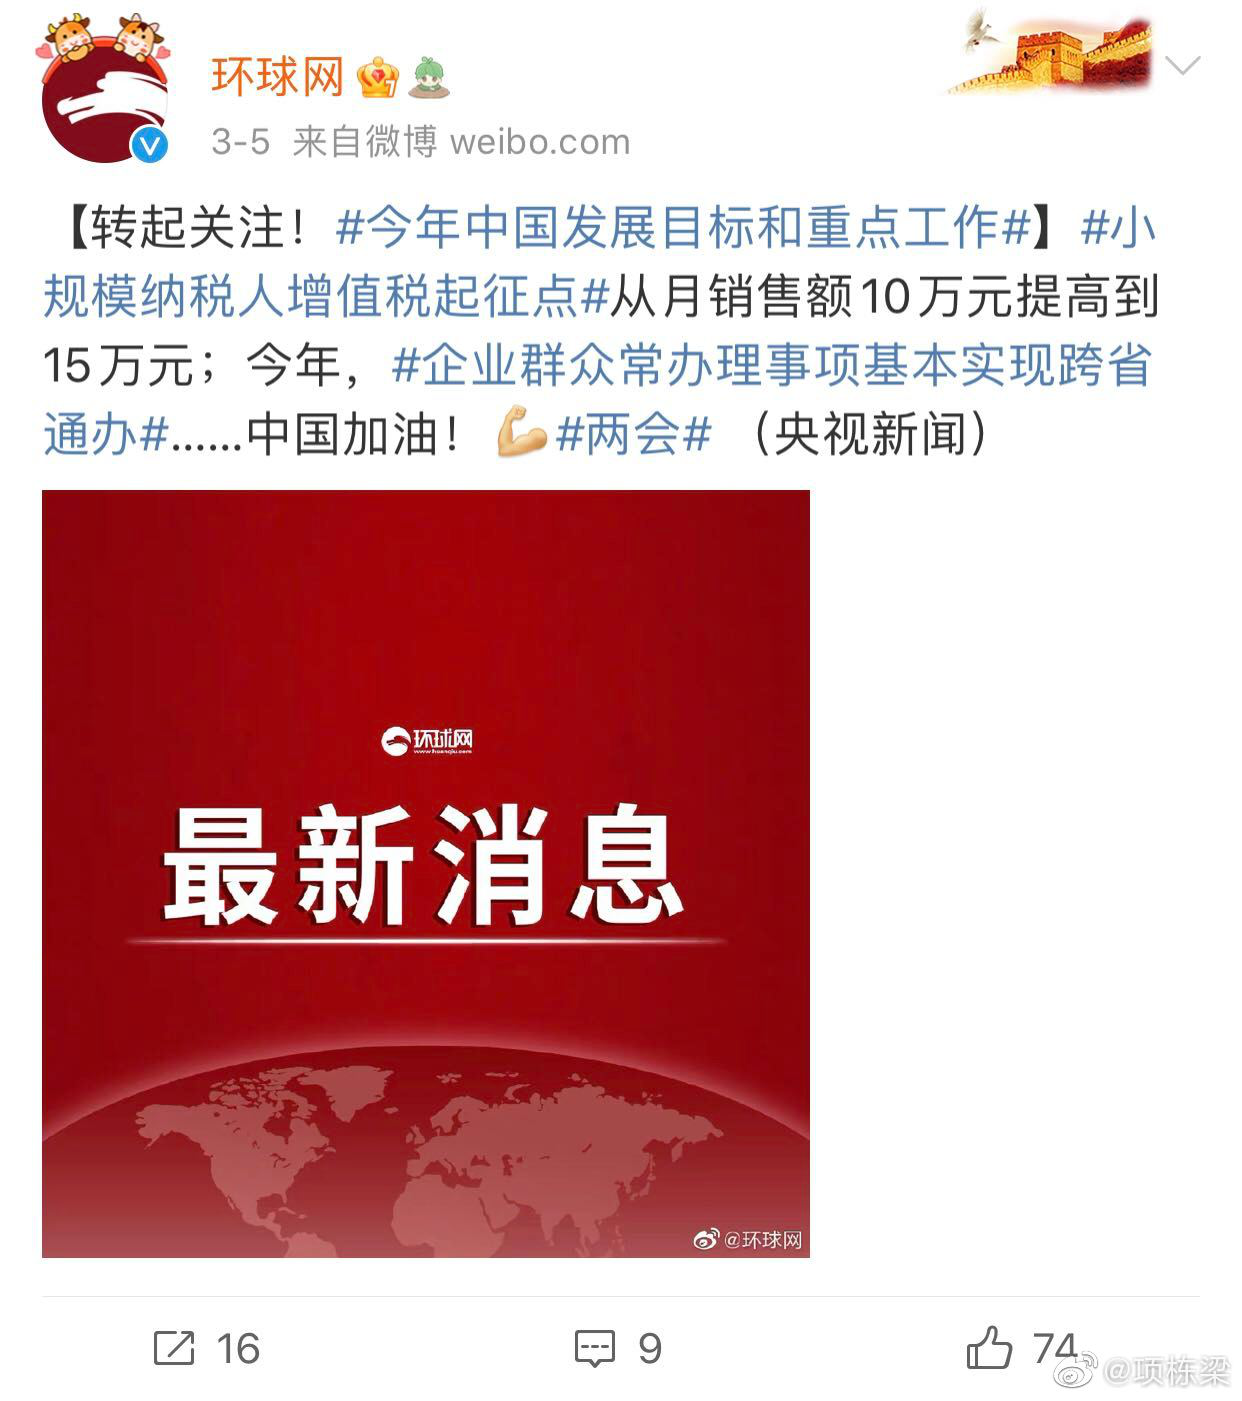 环球网
3-5 来自微博 weibo.com
【转起关注！#今年中国发展目标和重点工作#】#小
规模纳税人增值税起征点#从月销售额10万元提高到
15万元；今年，#企业群众常办理事项基本实现跨省
通办#……中国加油！💪#两会#（央视新闻）
环球网
www.huanqiu.com
最新消息
@环球网
16
9
74
@项栋梁